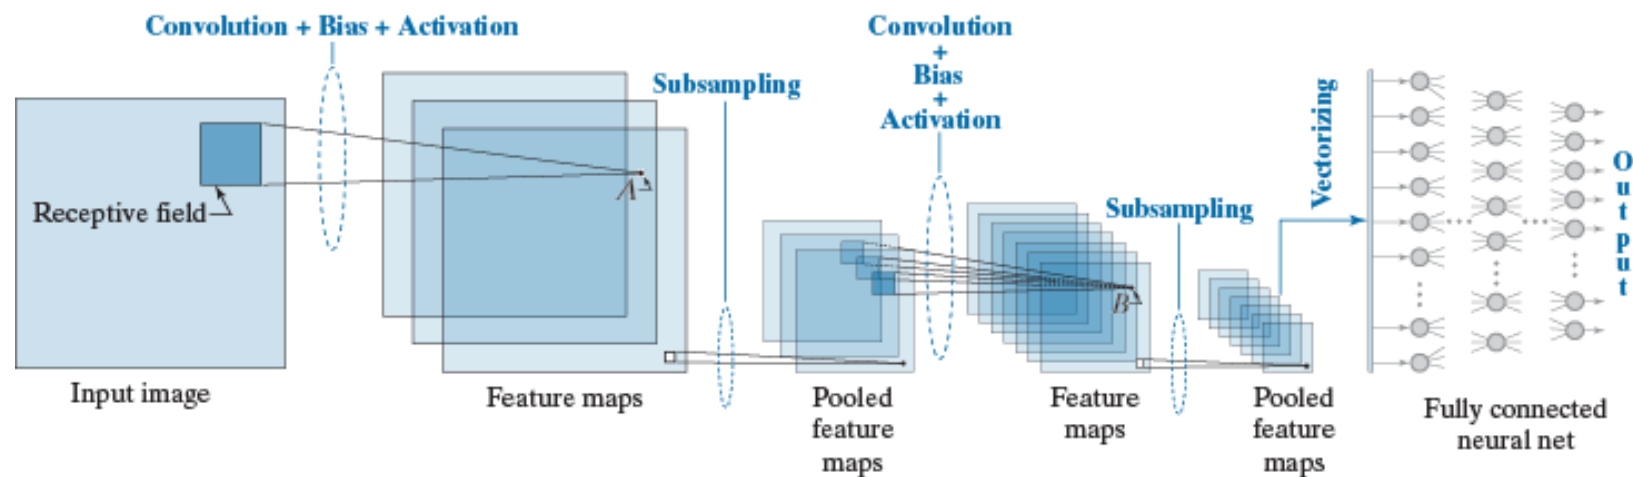 Convolution + Bias + Activation
Receptive field
Input image
A
Feature maps
Subsampling
Pooled
feature
maps
Convolution
+
Bias
+
Activation
B
Feature
maps
Subsampling
Pooled
feature
maps
Vectorizing
Fully connected
neural net
Output